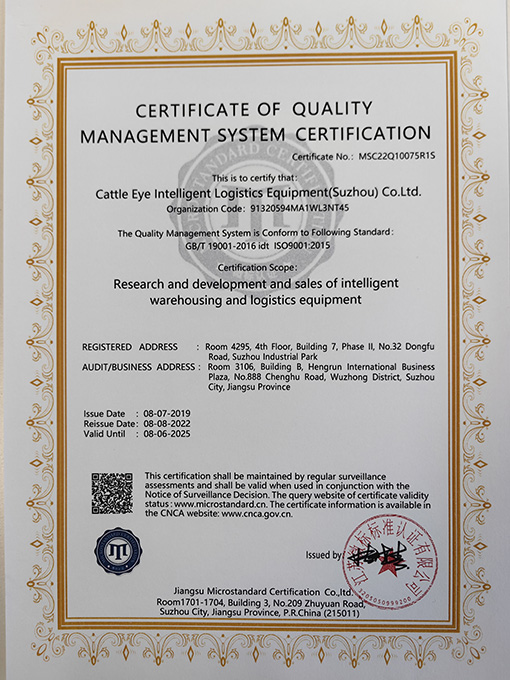 CERTIFICATE OF QUALITY
MANAGEMENT SYSTEM CERTIFICATION
Certificate No.: MSC22Q10075R1S
This is to certify that:
Cattle Eye Intelligent Logistics Equipment(Suzhou) Co.Ltd.
Organization Code: 91320594MA1WL3NT45
The Quality Management System is Conform to Following Standard:
GB/T 19001-2016 idt ISO9001:2015
Certification Scope:
Research and development and sales of intelligent
warehousing and logistics equipment
REGISTERED ADDRESS : Room 4295, 4th Floor, Building 7, Phase II, No.32 Dongfu
Road, Suzhou Industrial Park
AUDIT/BUSINESS ADDRESS : Room 3106, Building B, Hengrun International Business
Plaza, No.888 Chenghu Road, Wuzhong District, Suzhou
City, Jiangsu Province
Issue Date : 08-07-2019
Reissue Date: 08-08-2022
Valid Until : 08-06-2025
This certification shall be maintained by regular surveillance
assessments and shall be valid when used in conjunction with the
Notice of Surveillance Decision. The query website of certificate validity
status : www.microstandard.cn. The certificate information is available in
the CNCA website: www.cnca.gov.cn.
Issued by:
Jiangsu Microstandard Certification Co.,ltd.
Room1701-1704, Building 3, No.209 Zhuyuan Road,
Suzhou City, Jiangsu Province, P.R.China (215011)